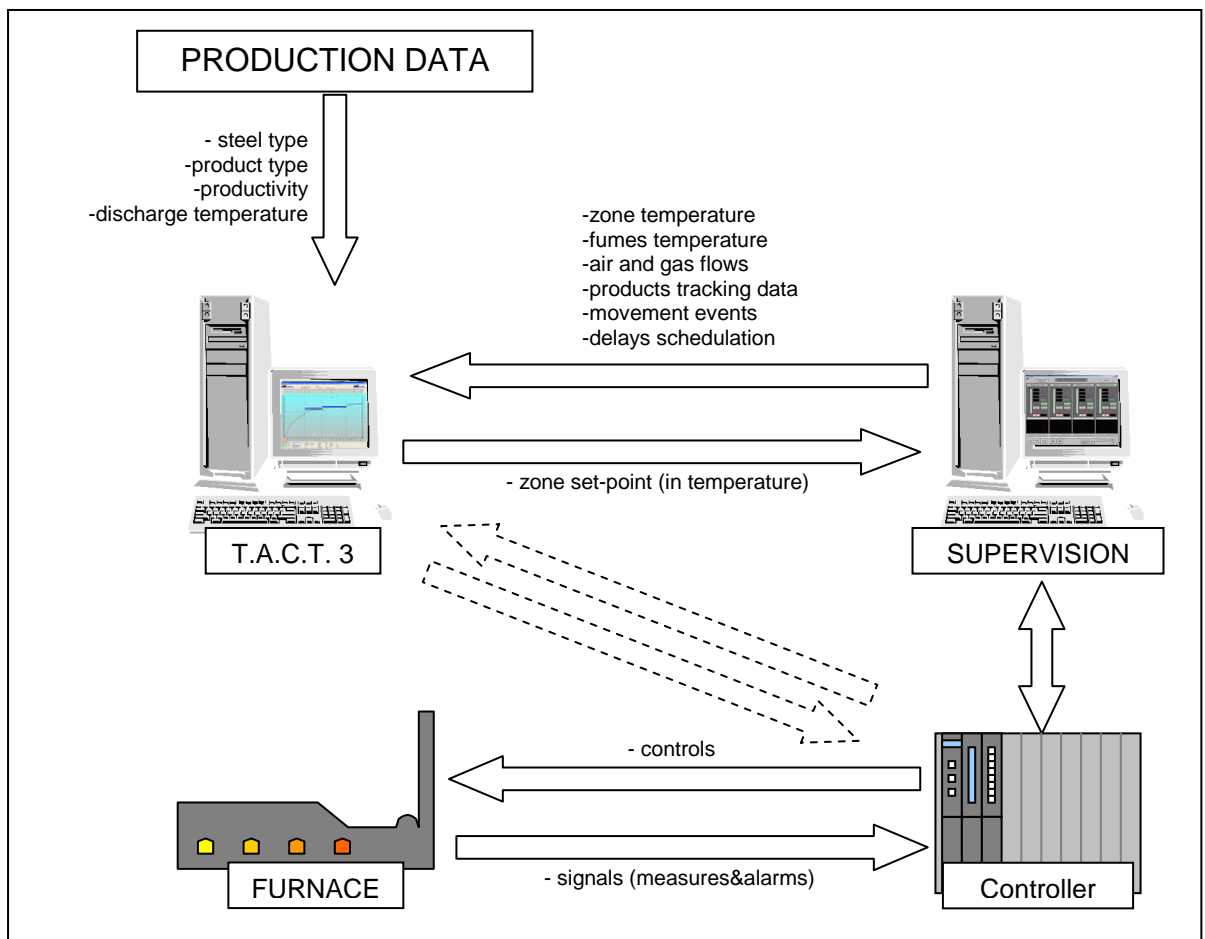 PRODUCTION DATA
- steel type
-product type
-productivity
-discharge temperature
-zone temperature
-fumes temperature
-air and gas flows
-products tracking data
-movement events
-delays schedulation
- zone set-point (in temperature)
T.A.C.T. 3
SUPERVISION
- controls
- signals (measures&alarms)
FURNACE
Controller